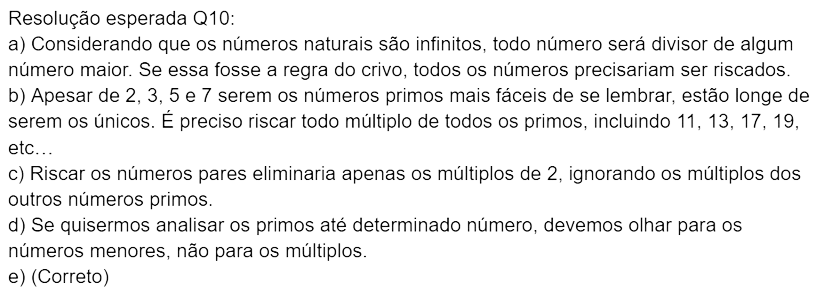 Resolução esperada Q10:
a) Considerando que os números naturais são infinitos, todo número será divisor de algum
número maior. Se essa fosse a regra do crivo, todos os números precisariam ser riscados.
b) Apesar de 2, 3, 5 e 7 serem os números primos mais fáceis de se lembrar, estão longe de
serem os únicos. É preciso riscar todo múltiplo de todos os primos, incluindo 11, 13, 17, 19,
etc…
c) Riscar os números pares eliminaria apenas os múltiplos de 2, ignorando os múltiplos dos
outros números primos.
d) Se quisermos analisar os primos até determinado número, devemos olhar para os
números menores, não para os múltiplos.
e) (Correto)